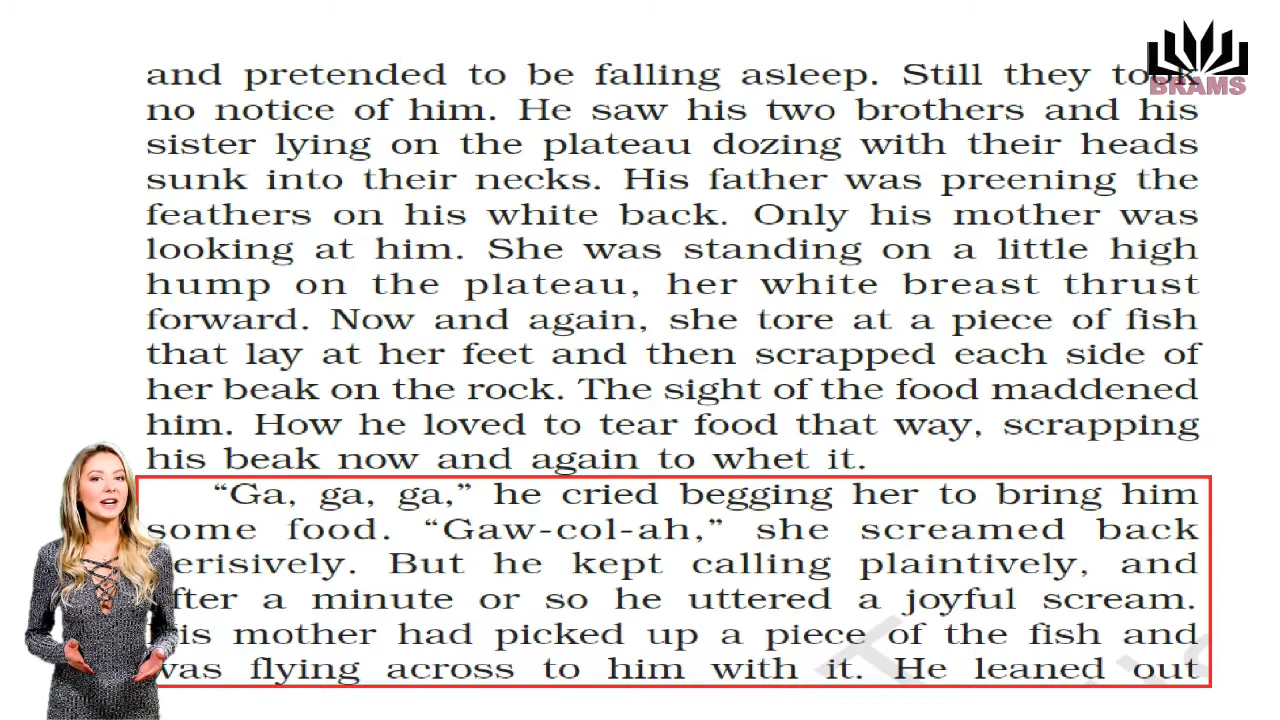 BRAMS
and pretended to be falling asleep. Still they took
no notice of him. He saw his two brothers and his
sister lying on the plateau dozing with their heads
sunk into their necks. His father was preening the
feathers on his white back. Only his mother was
looking at him. She was standing on a little high
hump on the plateau, her white breast thrust
forward. Now and again, she tore at a piece of fish
that lay at her feet and then scrapped each side of
her beak on the rock. The sight of the food maddened
him. How he loved to tear food that way, scrapping
his beak now and again to whet it.
“Ga, ga, ga,” he cried begging her to bring him
some food. “Gaw-col-ah,” she screamed back
derisively. But he kept calling plaintively, and
after a minute or so he uttered a joyful scream.
His mother had picked up a piece of the fish and
was flying across to him with it. He leaned out